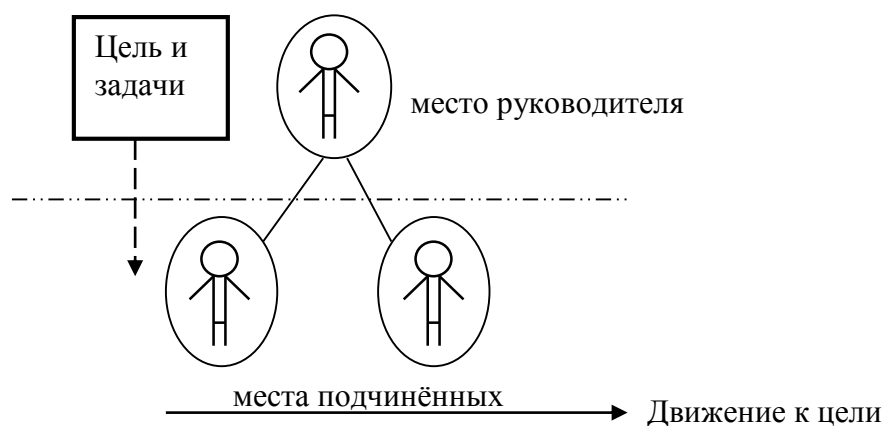 Цель и
задачи
место руководителя
места подчинённых
Движение к цели